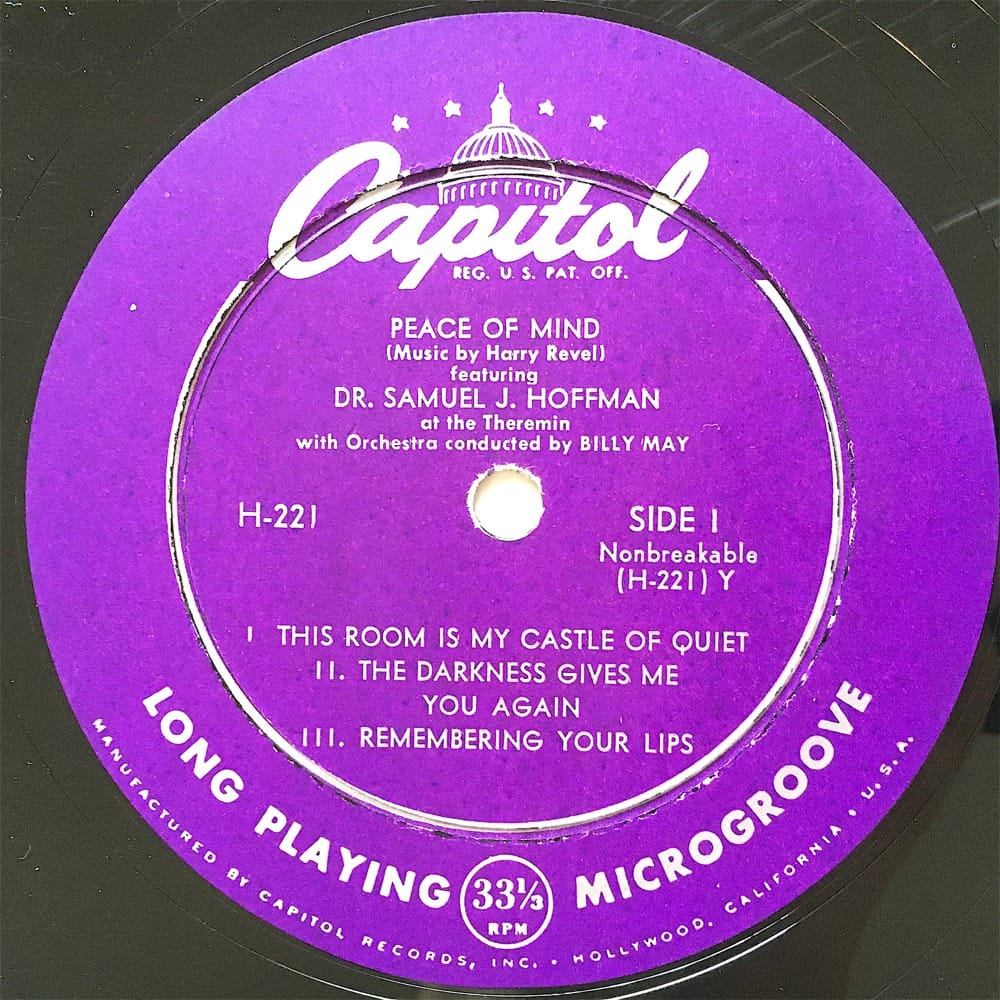 Capitol
REG. U. S. PAT. OFF.
PEACE OF MIND
(Music by Harry Revel)
featuring
DR. SAMUEL J. HOFFMAN
at the Theremin
with Orchestra conducted by BILLY MAY
H-221
SIDE 1
Nonbreakable
(H-221) Y
I THIS ROOM IS MY CASTLE OF QUIET
II. THE DARKNESS GIVES ME
YOU AGAIN
III. REMEMBERING YOUR LIPS
LONG PLAYING 33⅓ RPM MICROGROOVE
MANUFACTURED BY CAPITOL RECORDS, INC. • HOLLYWOOD, CALIFORNIA • U. S. A.